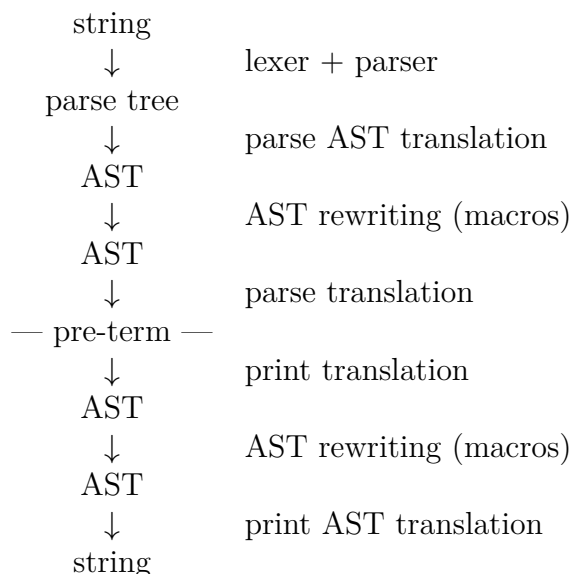 string
↓ lexer + parser
parse tree
↓ parse AST translation
AST
↓ AST rewriting (macros)
AST
↓ parse translation
— pre-term —
↓ print translation
AST
↓ AST rewriting (macros)
AST
↓ print AST translation
string